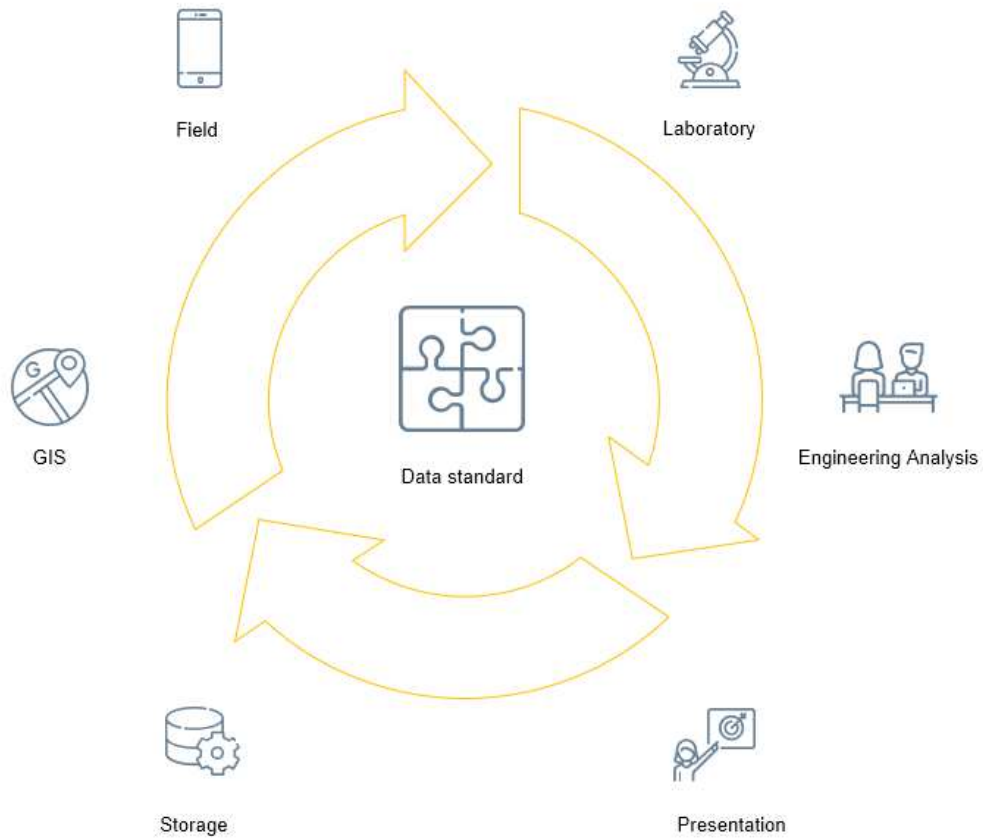 Field
Laboratory
G
GIS
Data standard
Engineering Analysis
Storage
Presentation